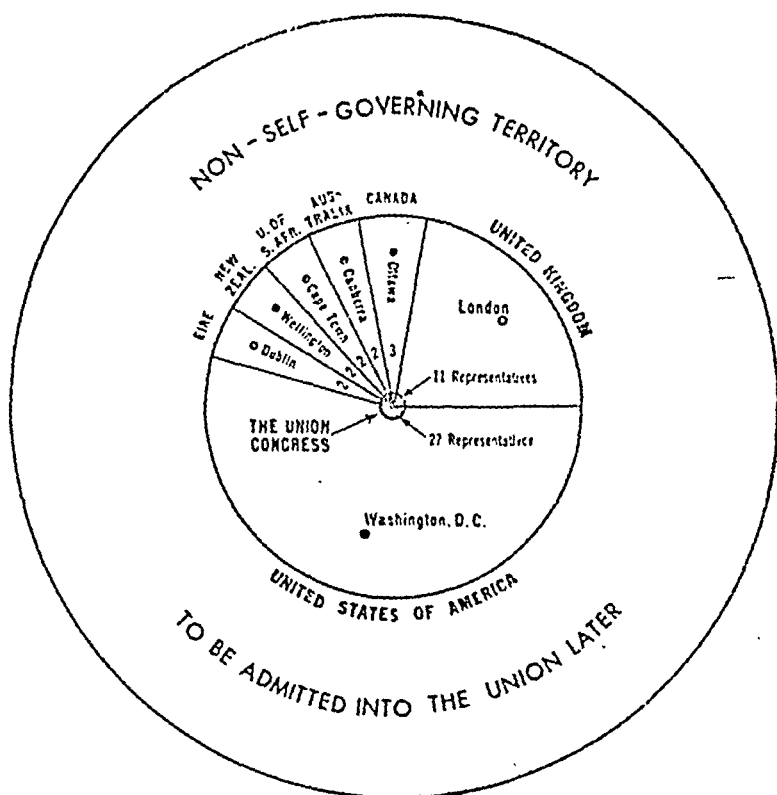 NON-SELF-GOVERNING TERRITORY
EIRE
NEW ZEAL.
U. OF S. AFR.
AUS- TRALIA
CANADA
UNITED KINGDOM
Dublin
Wellington
Cape Town
Canberra
Ottawa
London
2
2
2
2
3
11 Representatives
THE UNION
CONGRESS
27 Representative
Washington, D.C.
UNITED STATES OF AMERICA
TO BE ADMITTED INTO THE UNION LATER